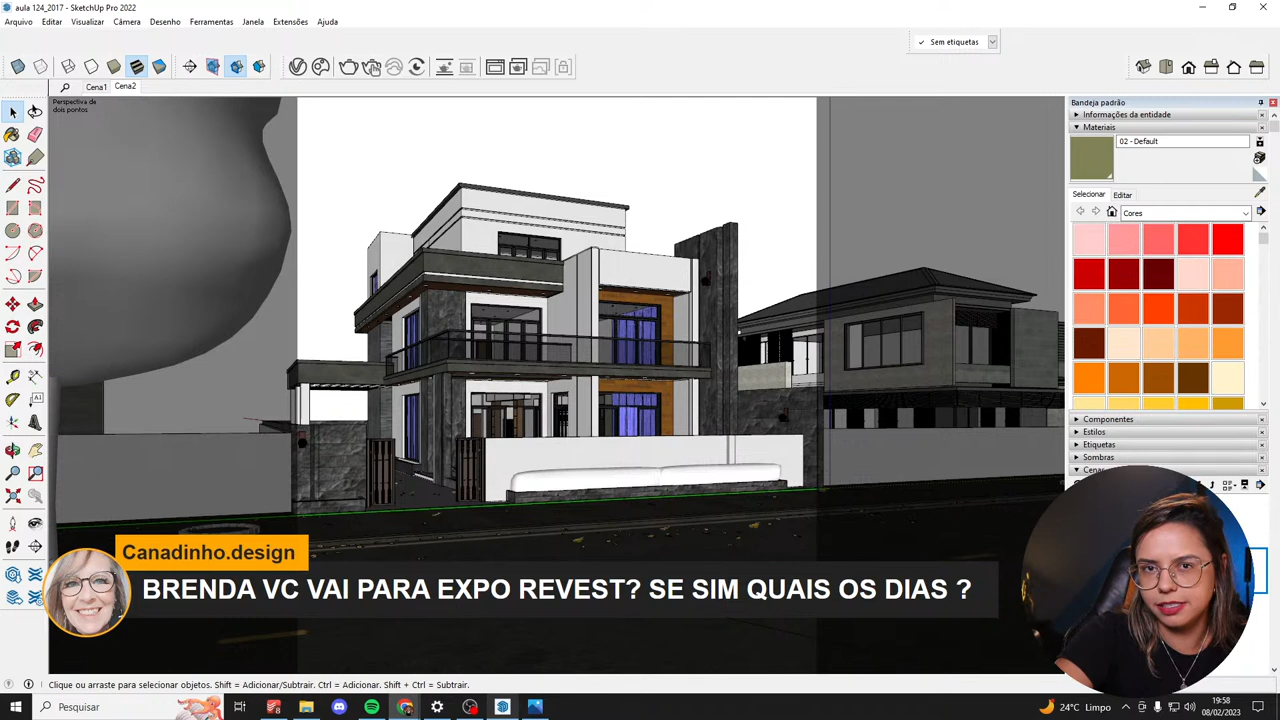 aula 124_2017 - SketchUp Pro 2022
Arquivo Editar Visualizar Câmera Desenho Ferramentas Janela Extensões Ajuda
Sem etiquetas
Cena1 Cena2
Perspectiva de
dois pontos
Bandeja padrão
Informações da entidade
Materiais
02 - Default
Selecionar Editar
Cores
Componentes
Estilos
Etiquetas
Sombras
Cenas
Canadinho.design
BRENDA VC VAI PARA EXPO REVEST? SE SIM QUAIS OS DIAS ?
Clique ou arraste para selecionar objetos. Shift = Adicionar/Subtrair. Ctrl = Adicionar. Shift + Ctrl = Subtrair.
Pesquisar
24°C Limpo
19:58
08/02/2023